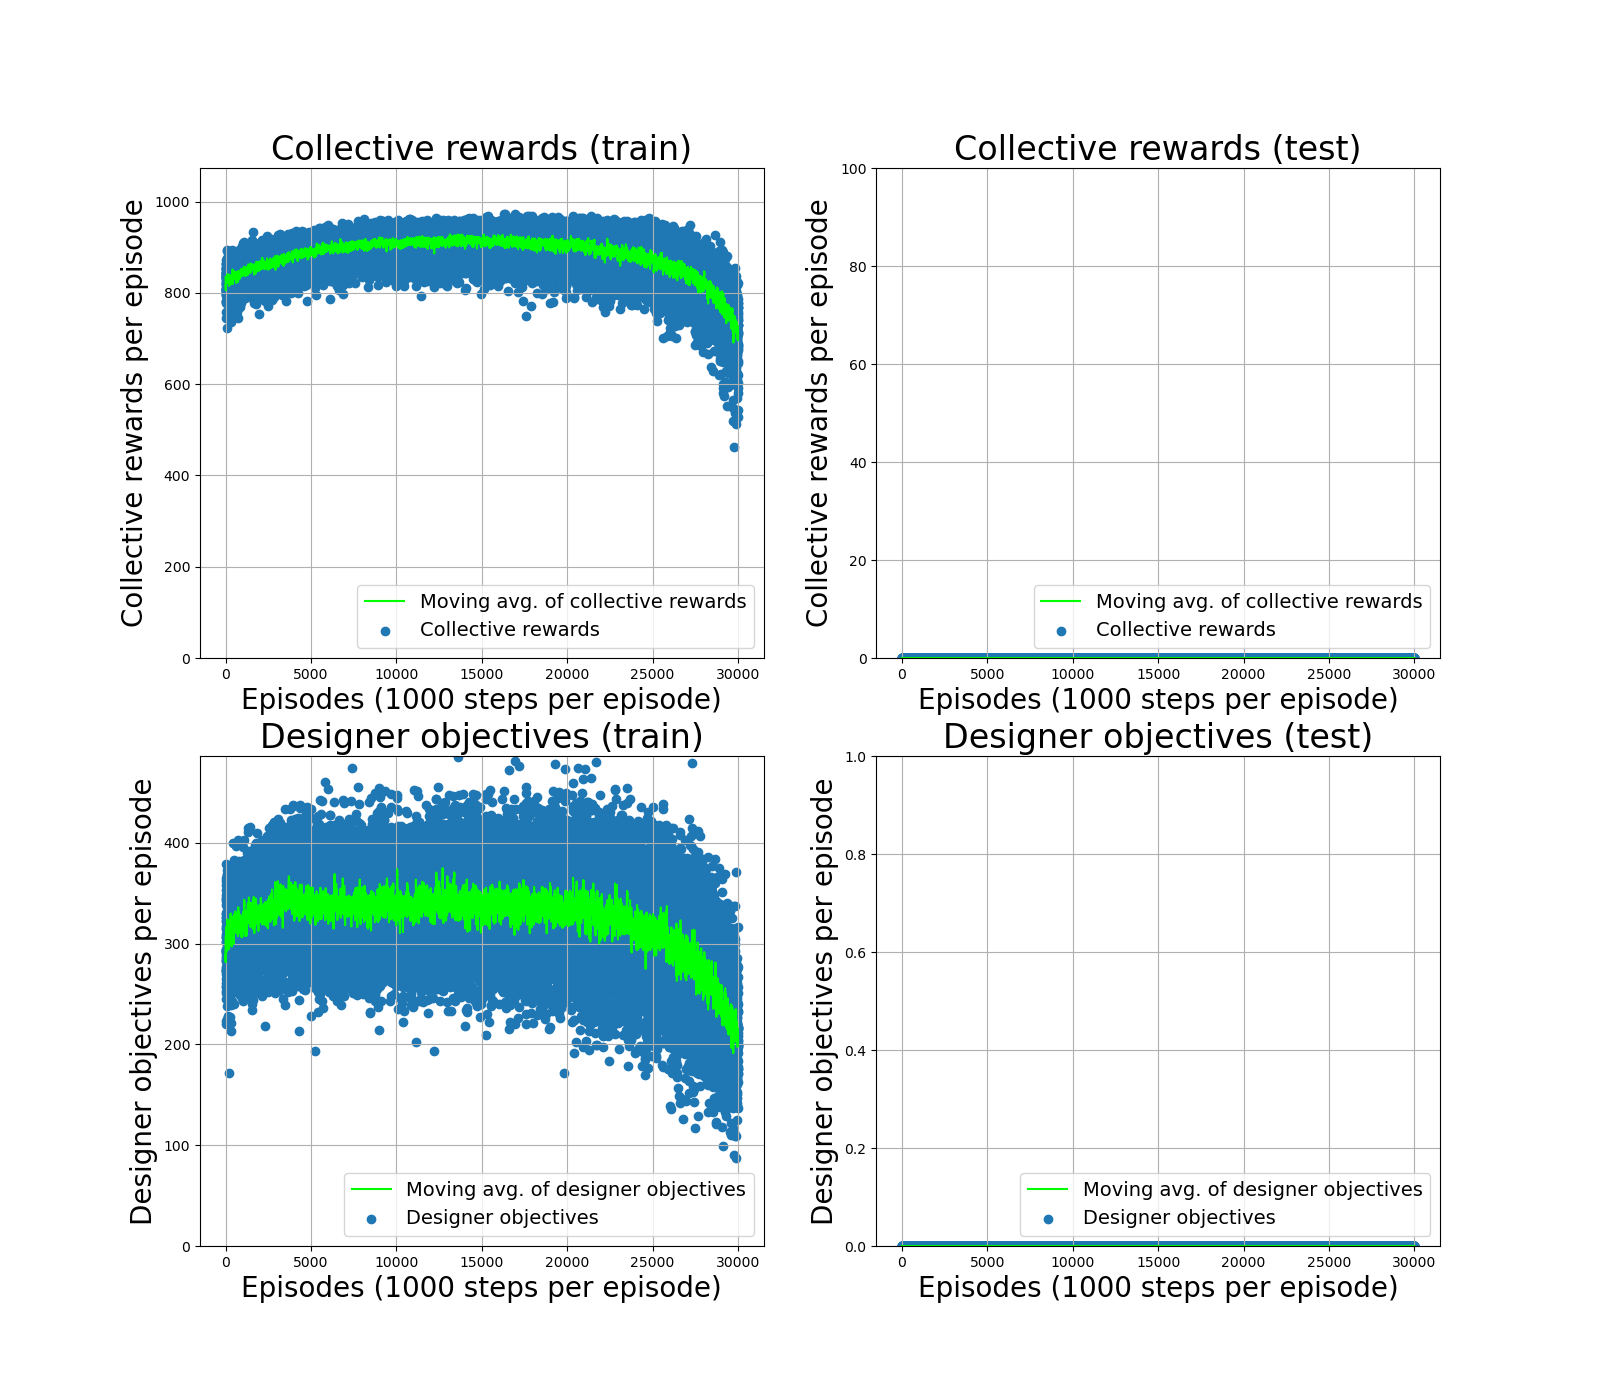 Collective rewards (train)
Collective rewards per episode
1000
800
600
400
200
0
Moving avg. of collective rewards
Collective rewards
0 5000 10000 15000 20000 25000 30000
Episodes (1000 steps per episode)
Collective rewards (test)
Collective rewards per episode
100
80
60
40
20
0
Moving avg. of collective rewards
Collective rewards
0 5000 10000 15000 20000 25000 30000
Episodes (1000 steps per episode)
Designer objectives (train)
Designer objectives per episode
400
300
200
100
0
Moving avg. of designer objectives
Designer objectives
0 5000 10000 15000 20000 25000 30000
Episodes (1000 steps per episode)
Designer objectives (test)
Designer objectives per episode
1.0
0.8
0.6
0.4
0.2
0.0
Moving avg. of designer objectives
Designer objectives
0 5000 10000 15000 20000 25000 30000
Episodes (1000 steps per episode)